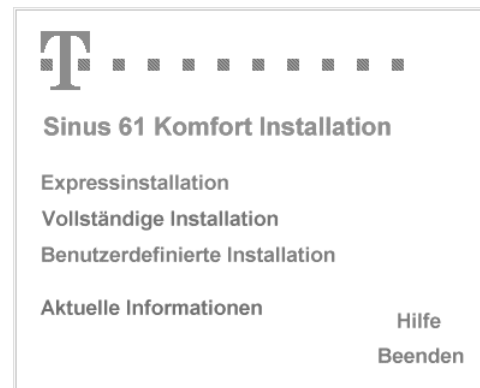 T
Sinus 61 Komfort Installation
Expressinstallation
Vollständige Installation
Benutzerdefinierte Installation
Aktuelle Informationen
Hilfe
Beenden